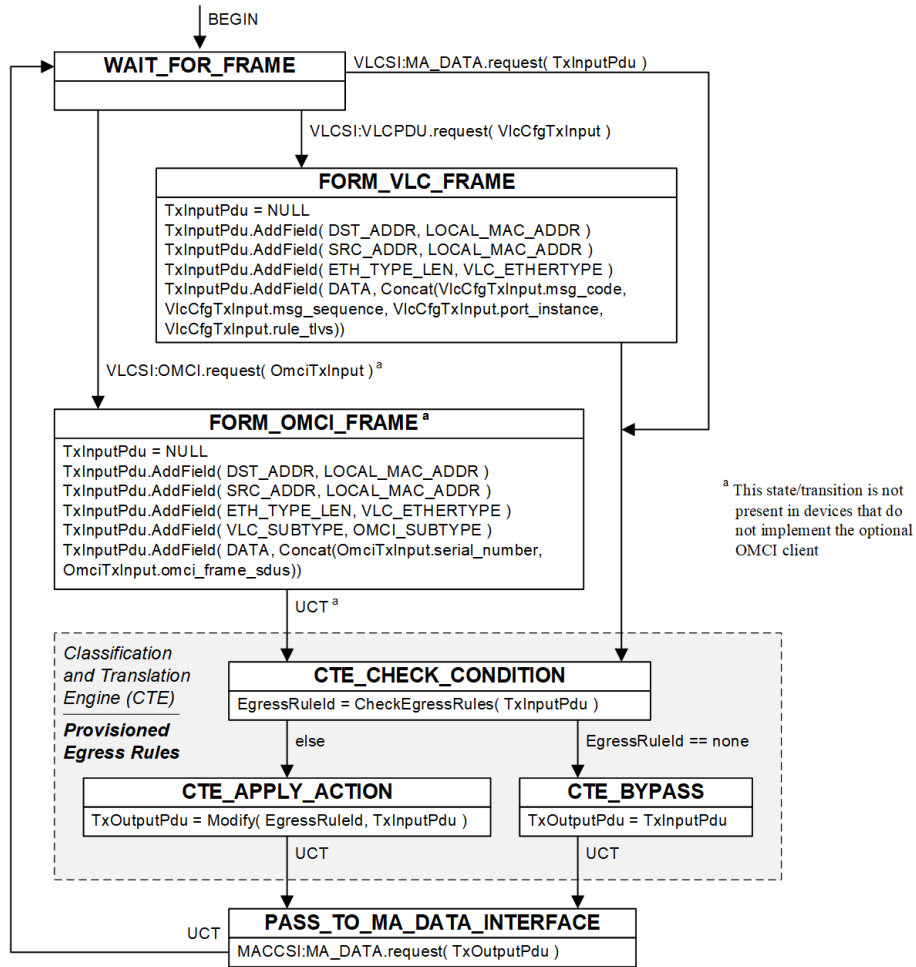 BEGIN
WAIT_FOR_FRAME
VLCSI:MA_DATA.request( TxInputPdu )
VLCSI:VLCPDU.request( VlcCfgTxInput )
FORM_VLC_FRAME
TxInputPdu = NULL
TxInputPdu.AddField( DST_ADDR, LOCAL_MAC_ADDR )
TxInputPdu.AddField( SRC_ADDR, LOCAL_MAC_ADDR )
TxInputPdu.AddField( ETH_TYPE_LEN, VLC_ETHERTYPE )
TxInputPdu.AddField( DATA, Concat(VlcCfgTxInput.msg_code,
VlcCfgTxInput.msg_sequence, VlcCfgTxInput.port_instance,
VlcCfgTxInput.rule_tlvs))
VLCSI:OMCI.request( OmciTxInput ) a
FORM_OMCI_FRAME a
TxInputPdu = NULL
TxInputPdu.AddField( DST_ADDR, LOCAL_MAC_ADDR )
TxInputPdu.AddField( SRC_ADDR, LOCAL_MAC_ADDR )
TxInputPdu.AddField( ETH_TYPE_LEN, VLC_ETHERTYPE )
TxInputPdu.AddField( VLC_SUBTYPE, OMCI_SUBTYPE )
TxInputPdu.AddField( DATA, Concat(OmciTxInput.serial_number,
OmciTxInput.omci_frame_sdus))
a This state/transition is not
present in devices that do
not implement the optional
OMCI client
UCT a
Classification
and Translation
Engine (CTE)
Provisioned
Egress Rules
CTE_CHECK_CONDITION
EgressRuleId = CheckEgressRules( TxInputPdu )
else
EgressRuleId == none
CTE_APPLY_ACTION
TxOutputPdu = Modify( EgressRuleId, TxInputPdu )
CTE_BYPASS
TxOutputPdu = TxInputPdu
UCT
UCT
PASS_TO_MA_DATA_INTERFACE
MACCSI:MA_DATA.request( TxOutputPdu )
UCT